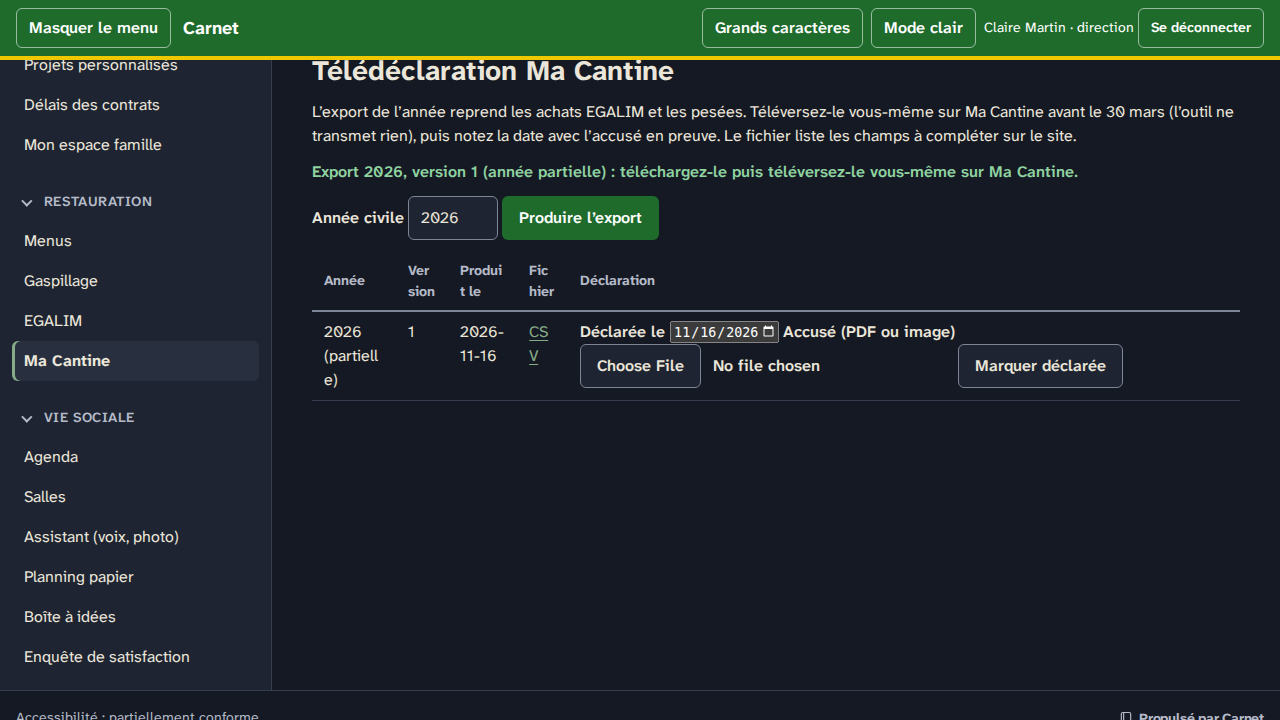 Masquer le menu
Carnet
Grands caractères
Mode clair
Claire Martin · direction
Se déconnecter
Projets personnalisés
Délais des contrats
Mon espace famille
RESTAURATION
Menus
Gaspillage
EGALIM
Ma Cantine
VIE SOCIALE
Agenda
Salles
Assistant (voix, photo)
Planning papier
Boîte à idées
Enquête de satisfaction
Télédéclaration Ma Cantine
L’export de l’année reprend les achats EGALIM et les pesées. Téléversez-le vous-même sur Ma Cantine avant le 30 mars (l’outil ne
transmet rien), puis notez la date avec l’accusé en preuve. Le fichier liste les champs à compléter sur le site.
Export 2026, version 1 (année partielle) : téléchargez-le puis téléversez-le vous-même sur Ma Cantine.
Année civile 2026 Produire l’export
Année
Ver
sion
Produi
t le
Fic
hier
Déclaration
2026
(partiell
e)
1
2026-
11-16
CS
V
Déclarée le 11/16/2026 Accusé (PDF ou image)
Choose File No file chosen Marquer déclarée
Accessibilité : partiellement conforme
Propulsé par Carnet